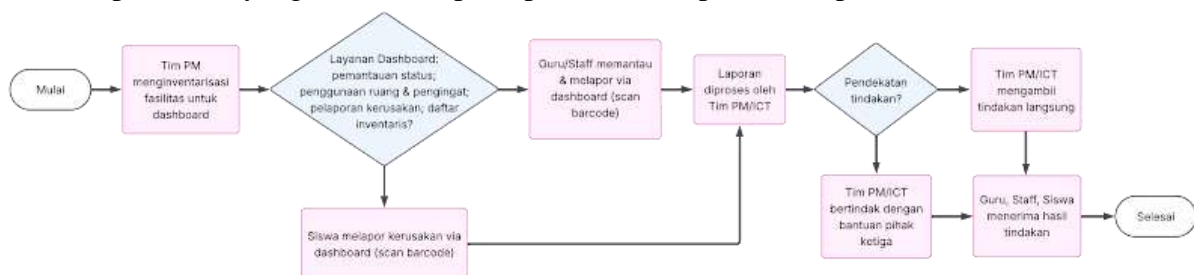 Mulai
Tim PM
menginventarisasi
fasilitas untuk
dashboard
Layanan Dashboard;
pemantauan status;
penggunaan ruang & pengingat;
pelaporan kerusakan; daftar
inventaris?
Guru/Staff memantau
& melapor via
dashboard (scan
barcode)
Siswa melapor kerusakan via
dashboard (scan barcode)
Laporan
diproses oleh
Tim PM/ICT
Pendekatan
tindakan?
Tim PM/ICT
mengambil
tindakan langsung
Tim PM/ICT
bertindak dengan
bantuan pihak
ketiga
Guru, Staff, Siswa
menerima hasil
tindakan
Selesai